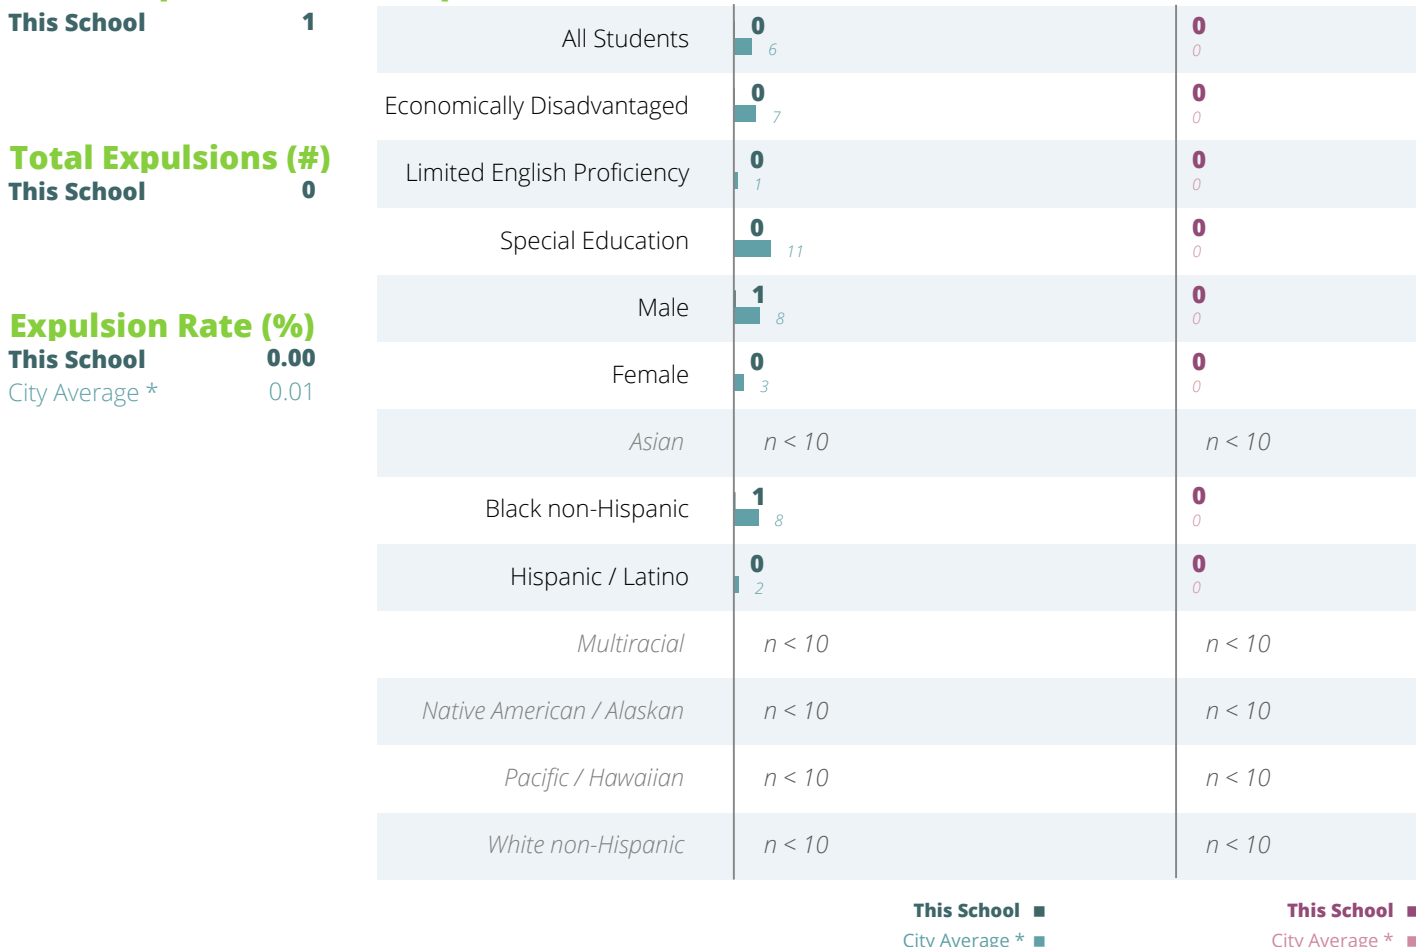 This School 1
Total Expulsions (#)
This School 0
Expulsion Rate (%)
This School 0.00
City Average * 0.01
All Students 0 6 0 0
Economically Disadvantaged 0 7 0 0
Limited English Proficiency 0 1 0 0
Special Education 0 11 0 0
Male 1 8 0 0
Female 0 3 0 0
Asian n < 10 n < 10
Black non-Hispanic 1 8 0 0
Hispanic / Latino 0 2 0 0
Multiracial n < 10 n < 10
Native American / Alaskan n < 10 n < 10
Pacific / Hawaiian n < 10 n < 10
White non-Hispanic n < 10 n < 10
This School ■ This School ■
City Average * ■ City Average * ■